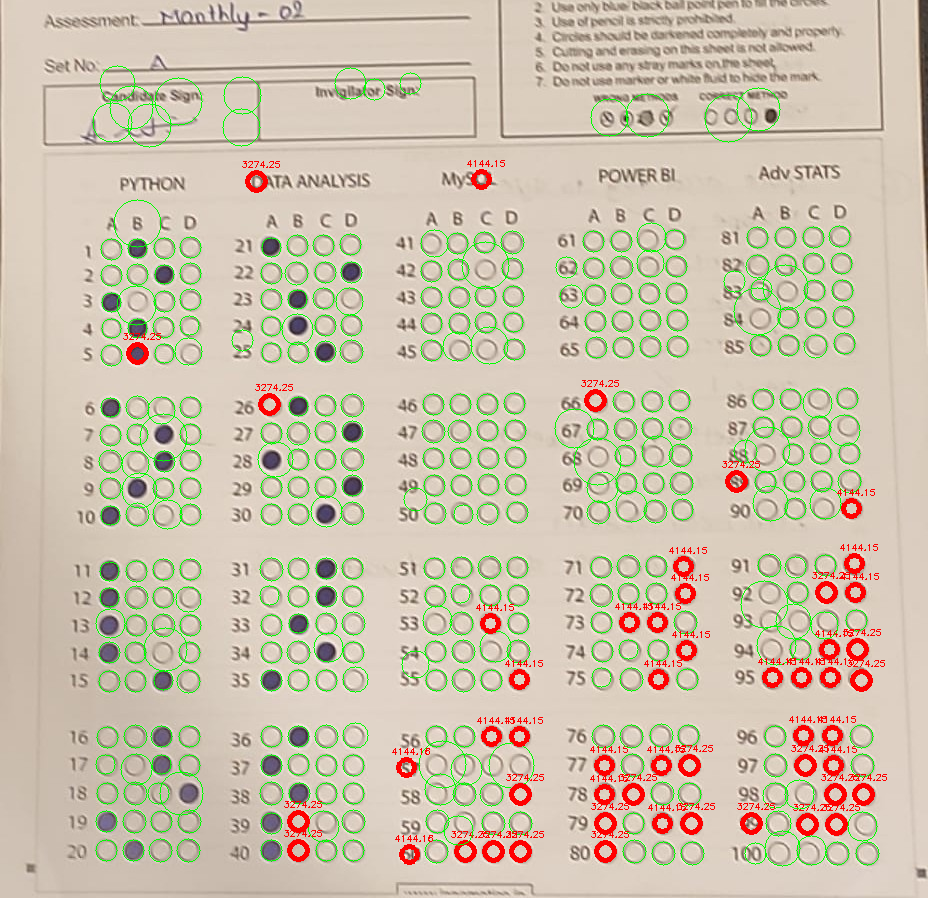 Assessment: Monthly - 02
Set No: A
Candidate Sign:
Invigilator Sign:
2. Use only blue/ black ball point pen to fill the circles.
3. Use of pencil is strictly prohibited.
4. Circles should be darkened completely and properly.
5. Cutting and erasing on this sheet is not allowed.
6. Do not use any stray marks on the sheet.
7. Do not use marker or white fluid to hide the mark.
WRONG METHODS CORRECT METHOD
3274.25 4144.15
PYTHON DATA ANALYSIS MySQL POWER BI Adv STATS
A B C D A B C D A B C D A B C D A B C D
1 21 41 61 81
2 22 42 62 82
3 23 43 63 83
4 24 44 64 84
3274.25
5 25 45 65 85
3274.25 3274.25
6 26 46 66 86
7 27 47 67 87
8 28 48 68 88
3274.25
9 29 49 69
4144.15
10 30 50 70 90
4144.15 4144.15
11 31 51 71 91
4144.15
12 32 52 72 92
4144.15
13 33 53 73 93
4144.15 4144.15 3274.25
14 34 54 74 94
4144.15 4144.15 4144.15 3274.25
15 35 55 75 95
16 36 56 76 96
4144.16 4144.15 3274.25
17 37 77 97
3274.25 4144.15 3274.25
18 38 58 78 98
3274.25 3274.25 3274.25
19 39 59 79
3274.25 4144.16 3274.25 3274.25
20 40 80 100